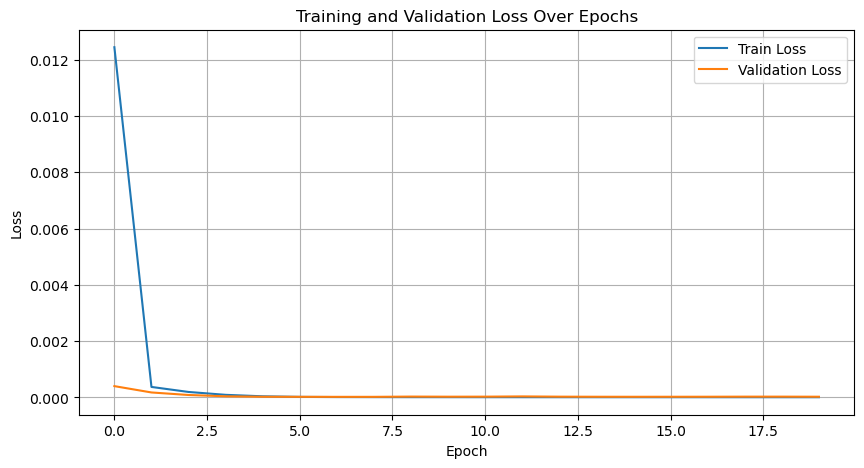 Training and Validation Loss Over Epochs
Train Loss
Validation Loss
0.012
0.010
0.008
0.006
0.004
0.002
0.000
Loss
0.0 2.5 5.0 7.5 10.0 12.5 15.0 17.5
Epoch